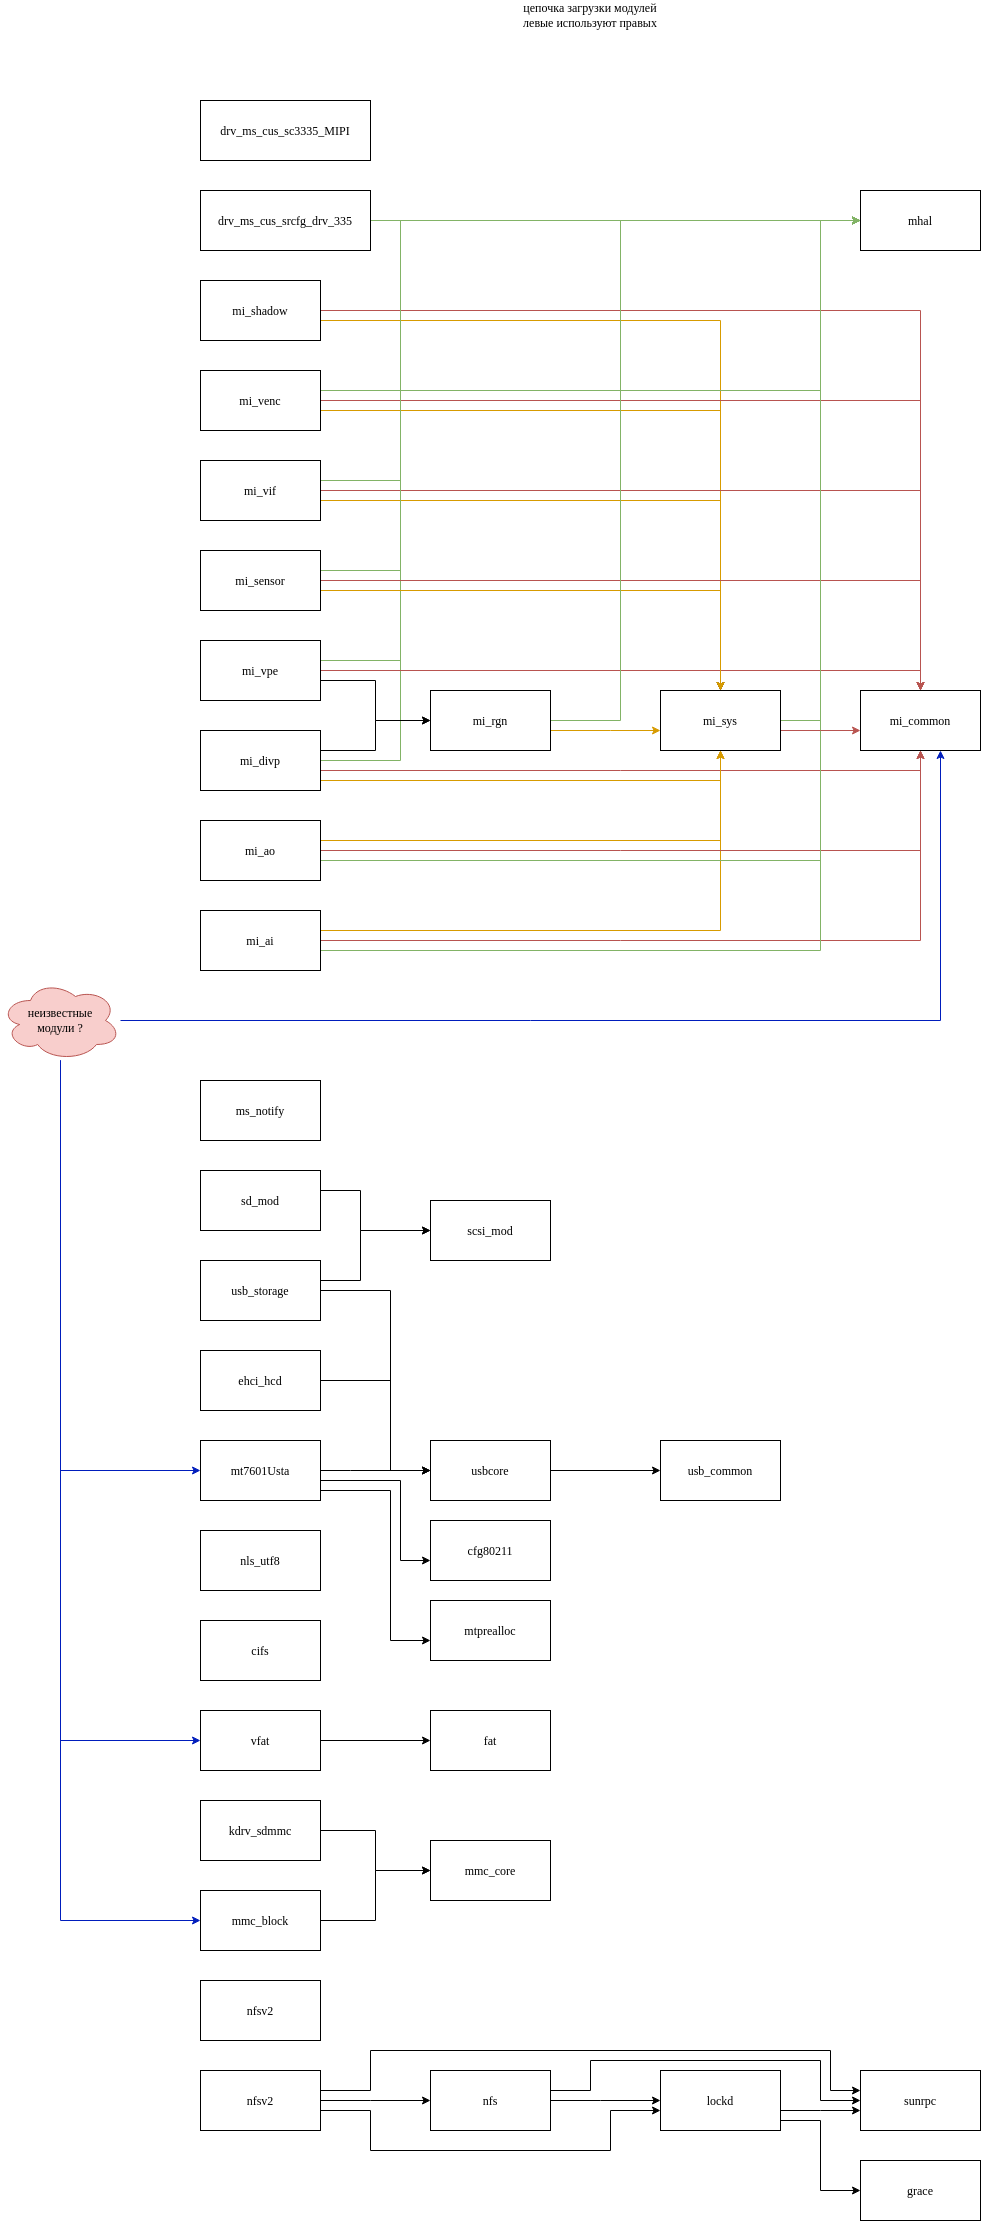 цепочка загрузки модулей
левые используют правых
drv_ms_cus_sc3335_MIPI
drv_ms_cus_srcfg_drv_335
mhal
mi_shadow
mi_venc
mi_vif
mi_sensor
mi_vpe
mi_rgn
mi_sys
mi_common
mi_divp
mi_ao
mi_ai
неизвестные
модули ?
ms_notify
sd_mod
scsi_mod
usb_storage
ehci_hcd
mt7601Usta
usbcore
usb_common
nls_utf8
cfg80211
mtprealloc
cifs
vfat
fat
kdrv_sdmmc
mmc_core
mmc_block
nfsv2
nfsv2
nfs
lockd
sunrpc
grace